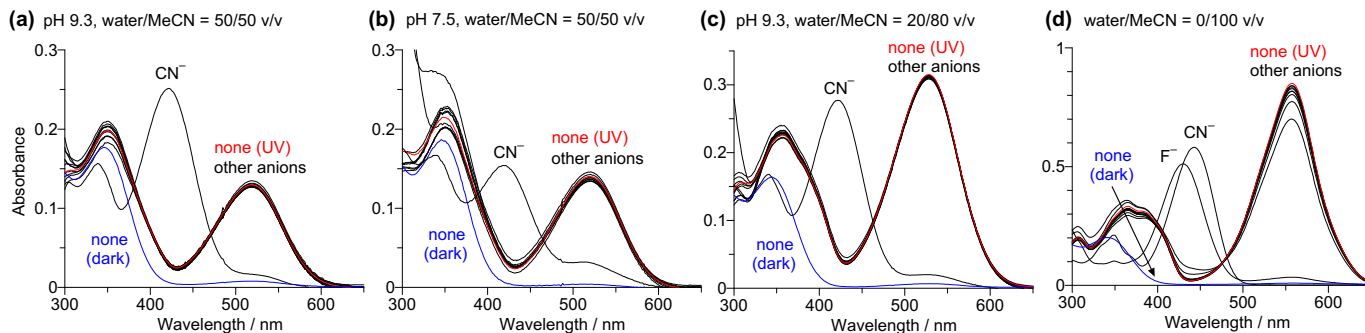 (a) pH 9.3, water/MeCN = 50/50 v/v
0.3
0.2
0.1
0
Absorbance
CN⁻
none (UV)
other anions
none
(dark)
300 400 500 600
Wavelength / nm
(b) pH 7.5, water/MeCN = 50/50 v/v
0.3
0.2
0.1
0
CN⁻
none (UV)
other anions
none
(dark)
300 400 500 600
Wavelength / nm
(c) pH 9.3, water/MeCN = 20/80 v/v
0.3
0.2
0.1
0
CN⁻
none (UV)
other anions
none
(dark)
300 400 500 600
Wavelength / nm
(d) water/MeCN = 0/100 v/v
1
0.5
0
none
(dark)
F⁻
CN⁻
none (UV)
other anions
300 400 500 600
Wavelength / nm